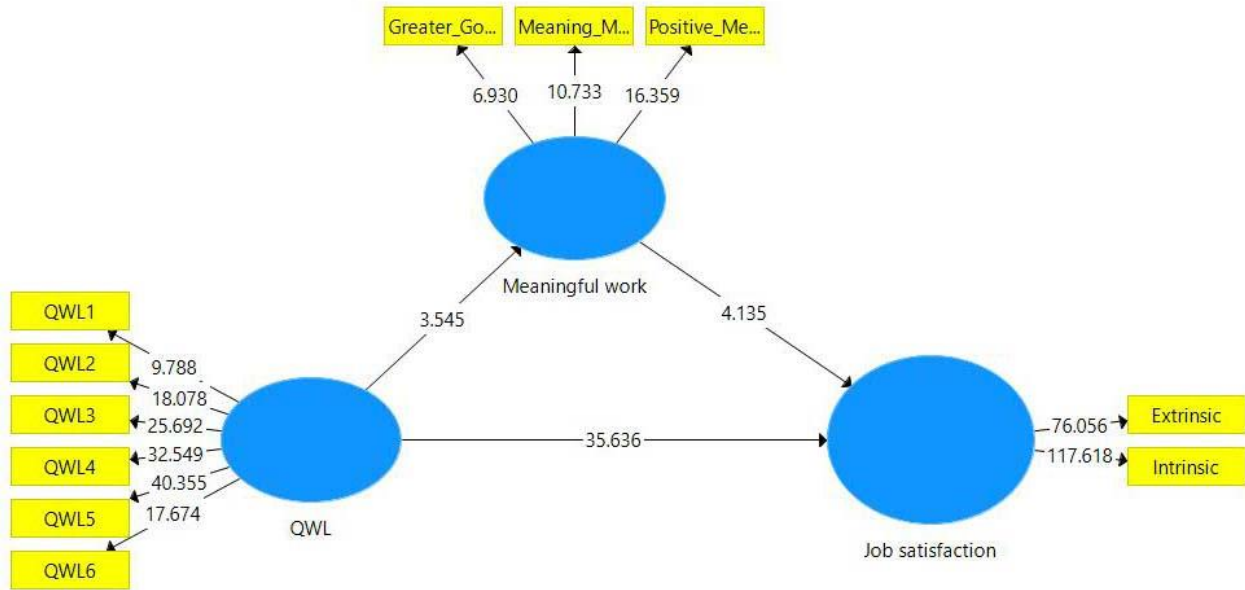 Greater_Go...
Meaning_M...
Positive_Me...
6.930
10.733
16.359
Meaningful work
3.545
4.135
QWL1
QWL2
QWL3
QWL4
QWL5
QWL6
9.788
18.078
25.692
32.549
40.355
17.674
QWL
35.636
Job satisfaction
76.056
117.618
Extrinsic
Intrinsic